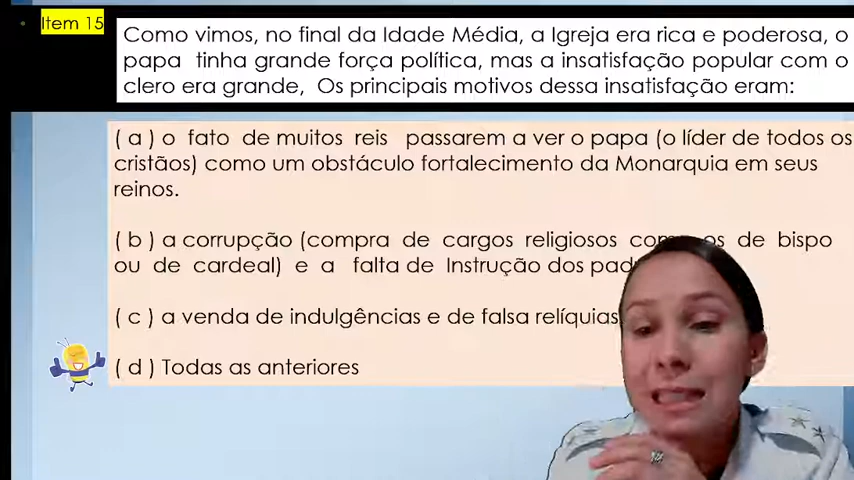 Item 15
Como vimos, no final da Idade Média, a Igreja era rica e poderosa, o
papa tinha grande força política, mas a insatisfação popular com o
clero era grande, Os principais motivos dessa insatisfação eram:
( a ) o fato de muitos reis passarem a ver o papa (o líder de todos os
cristãos) como um obstáculo fortalecimento da Monarquia em seus
reinos.
( b ) a corrupção (compra de cargos religiosos os de bispo
ou de cardeal) e a falta de Instrução dos
( c ) a venda de indulgências e de falsa relíquias
( d ) Todas as anteriores